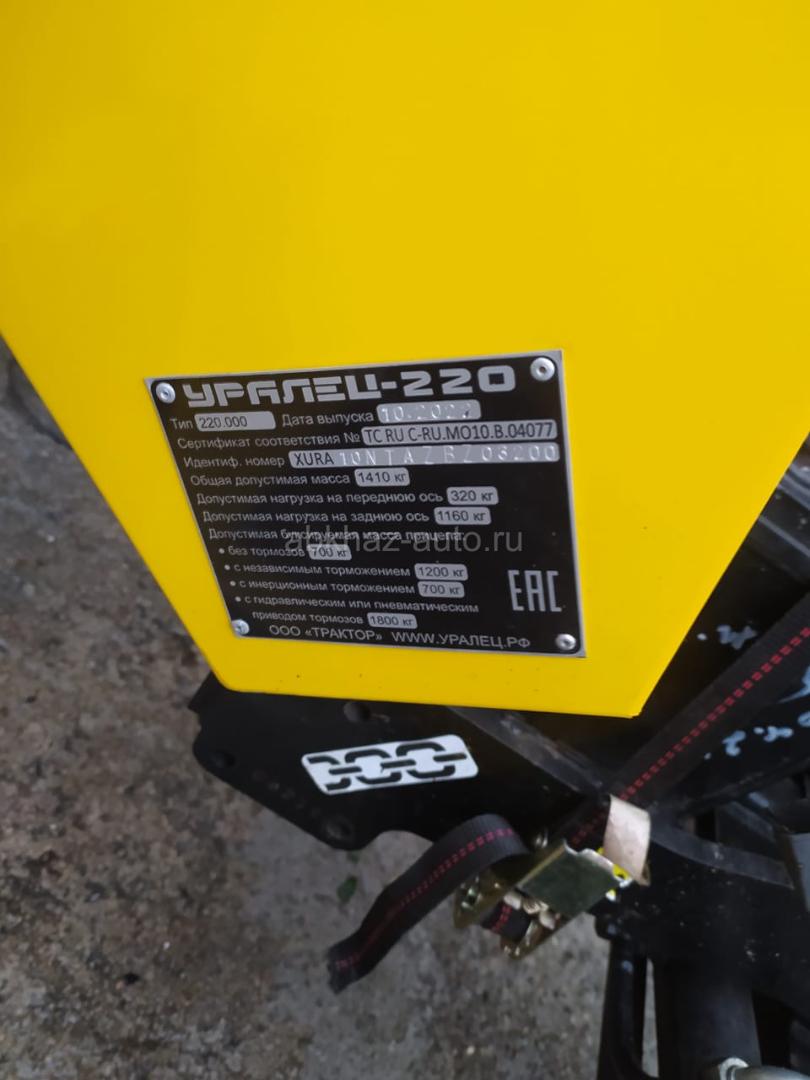 УРАЛЕЦ-220
Тип 220.000 Дата выпуска 10.2022
Сертификат соответствия № TC RU C-RU.MO10.B.04077
Идентиф. номер XURA
Общая допустимая масса 1410 кг
Допустимая нагрузка на переднюю ось 320 кг
Допустимая нагрузка на заднюю ось 1160 кг
Допустимая буксируемая масса прицепа:
• без тормозов 700 кг
• с независимым торможением 1200 кг
• с инерционным торможением 700 кг
• с гидравлическим или пневматическим
приводом тормозов 1800 кг
ООО «ТРАКТОР» WWW.УРАЛЕЦ.РФ
EAC
abkhaz-auto.ru